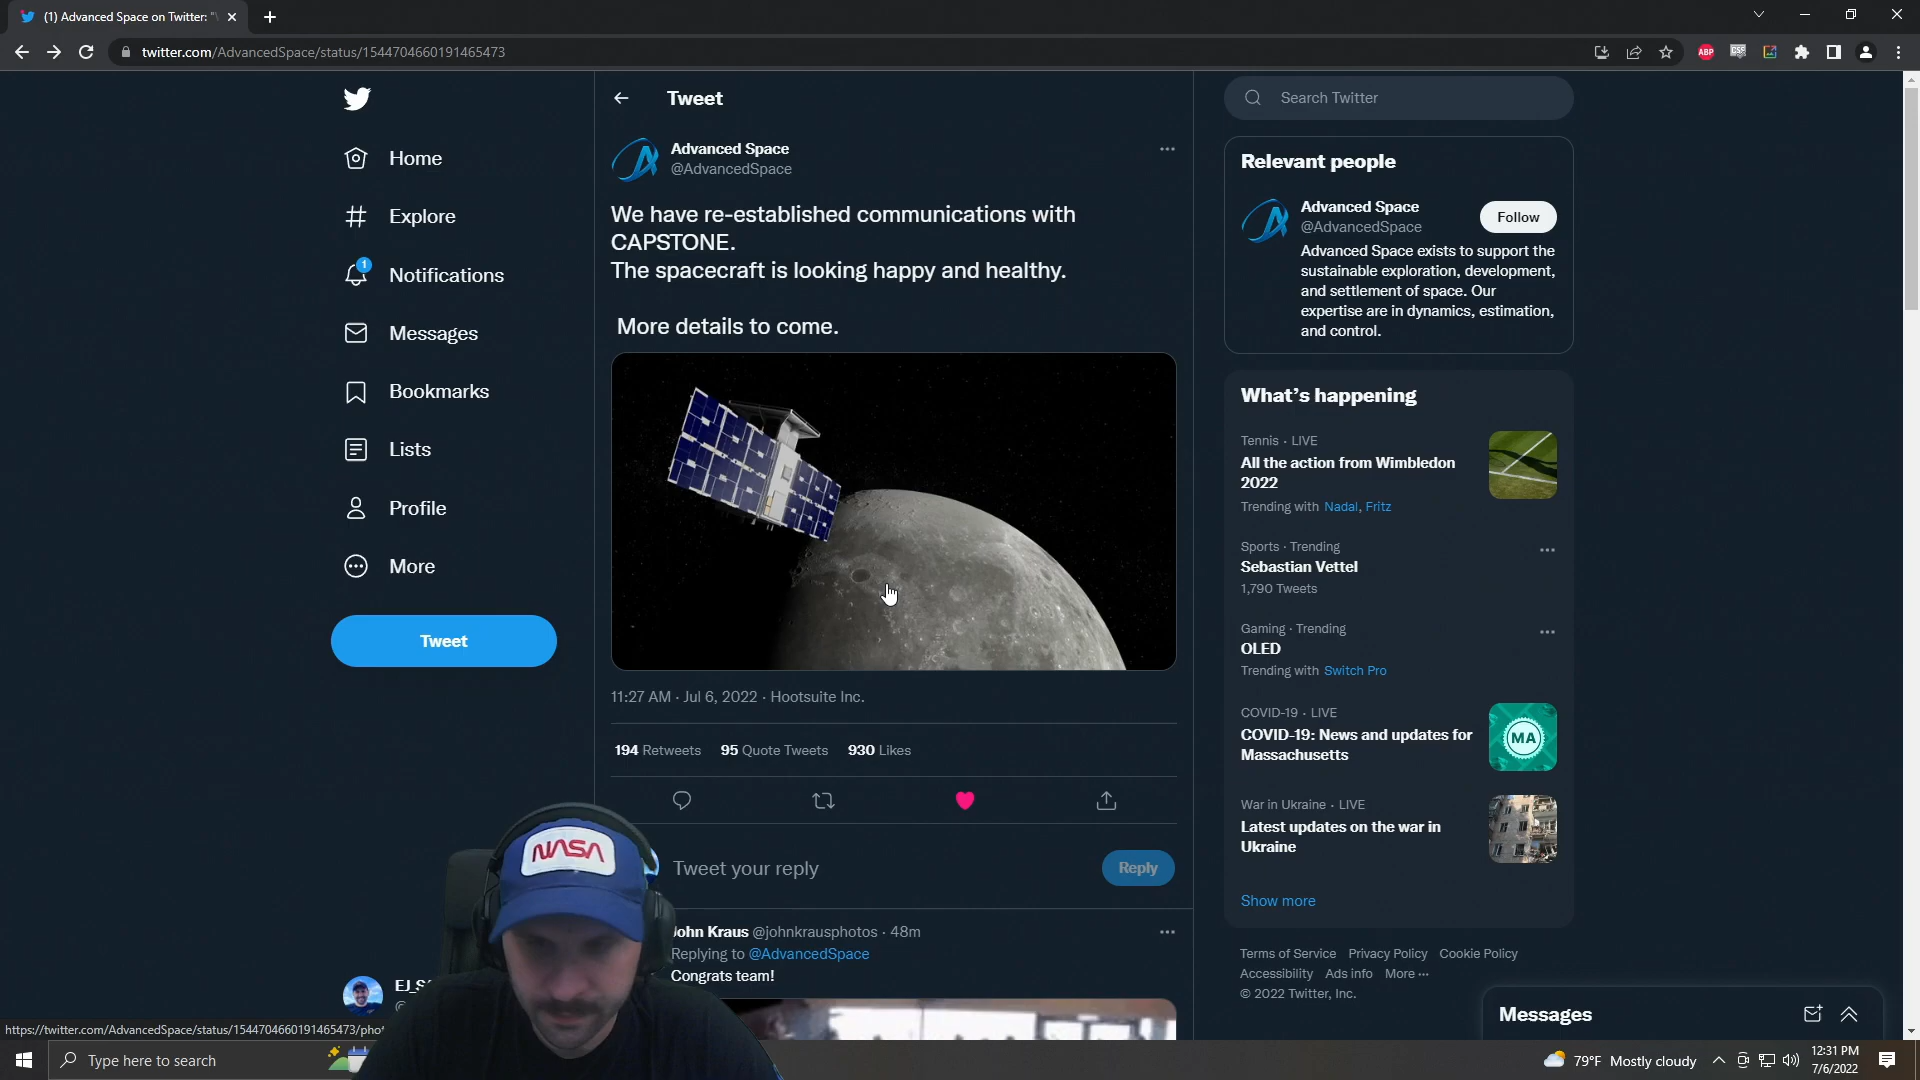 (1) Advanced Space on Twitter: "\
twitter.com/AdvancedSpace/status/1544704660191465473
ABP
CSP
Home
Explore
1
Notifications
Messages
Bookmarks
Lists
Profile
More
Tweet
EJ_S
Tweet
Advanced Space
@AdvancedSpace
We have re-established communications with
CAPSTONE.
The spacecraft is looking happy and healthy.
More details to come.
11:27 AM · Jul 6, 2022 · Hootsuite Inc.
194 Retweets 95 Quote Tweets 930 Likes
Tweet your reply
Reply
John Kraus @johnkrausphotos · 48m
Replying to @AdvancedSpace
Congrats team!
NASA
Search Twitter
Relevant people
Advanced Space
@AdvancedSpace
Follow
Advanced Space exists to support the
sustainable exploration, development,
and settlement of space. Our
expertise are in dynamics, estimation,
and control.
What's happening
Tennis · LIVE
All the action from Wimbledon
2022
Trending with Nadal, Fritz
Sports · Trending
Sebastian Vettel
1,790 Tweets
Gaming · Trending
OLED
Trending with Switch Pro
COVID-19 · LIVE
COVID-19: News and updates for
Massachusetts
MA
War in Ukraine · LIVE
Latest updates on the war in
Ukraine
Show more
Terms of Service Privacy Policy Cookie Policy
Accessibility Ads info More ···
© 2022 Twitter, Inc.
Messages
https://twitter.com/AdvancedSpace/status/1544704660191465473/phot
Type here to search
79°F Mostly cloudy
12:31 PM
7/6/2022